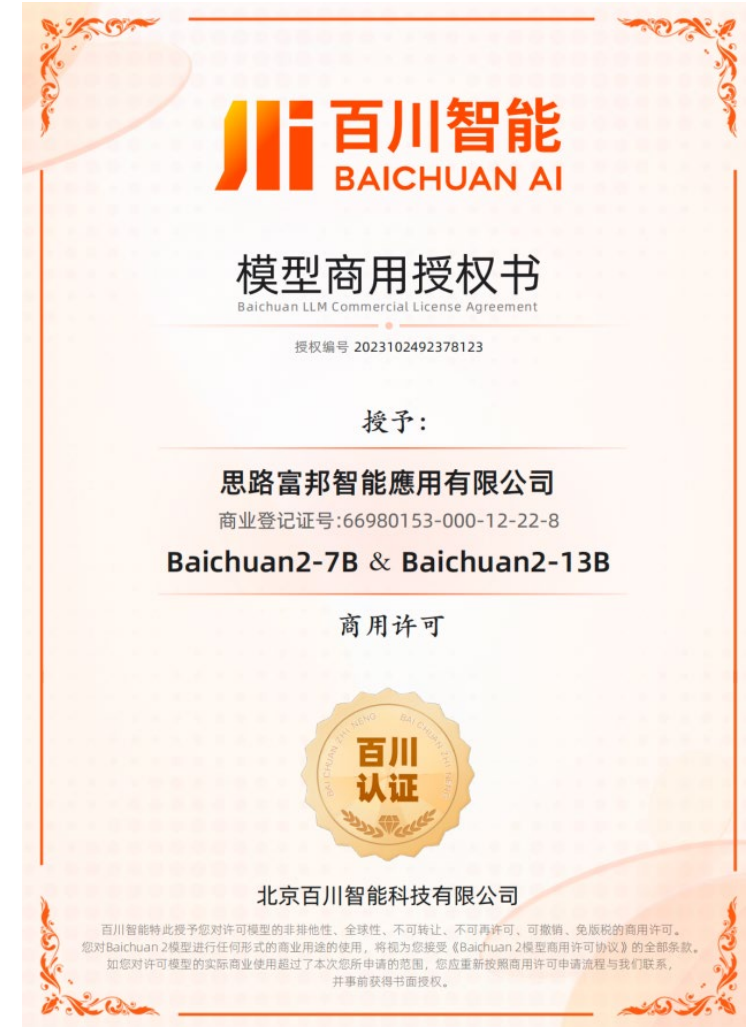 百川智能
BAICHUAN AI
模型商用授权书
Baichuan LLM Commercial License Agreement
授权编号 2023102492378123
授予：
思路富邦智能應用有限公司
商业登记证号:66980153-000-12-22-8
Baichuan2-7B & Baichuan2-13B
商用许可
BAI CHUAN ZHI NENG BAI CHUAN ZHI NENG
百川
认证
北京百川智能科技有限公司
百川智能特此授予您对许可模型的非排他性、全球性、不可转让、不可再许可、可撤销、免版税的商用许可。
您对Baichuan 2模型进行任何形式的商业用途的使用，将视为您接受《Baichuan 2模型商用许可协议》的全部条款。
如您对许可模型的实际商业使用超过了本次您所申请的范围，您应重新按照商用许可申请流程与我们联系，
并事前获得书面授权。